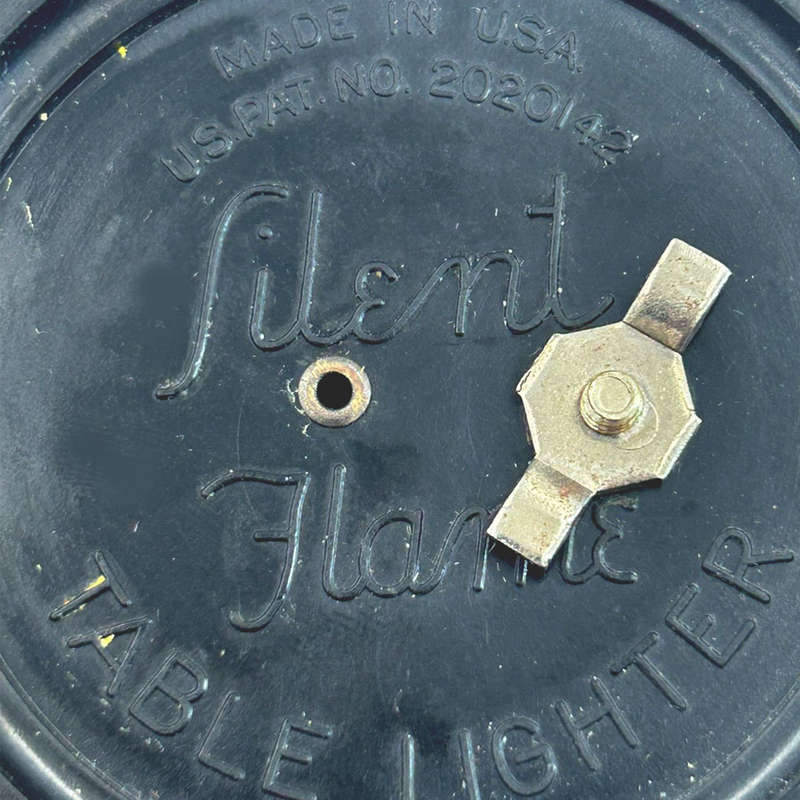 MADE IN U.S.A.
U.S. PAT. NO. 2020142
Silent
Flame
TABLE LIGHTER